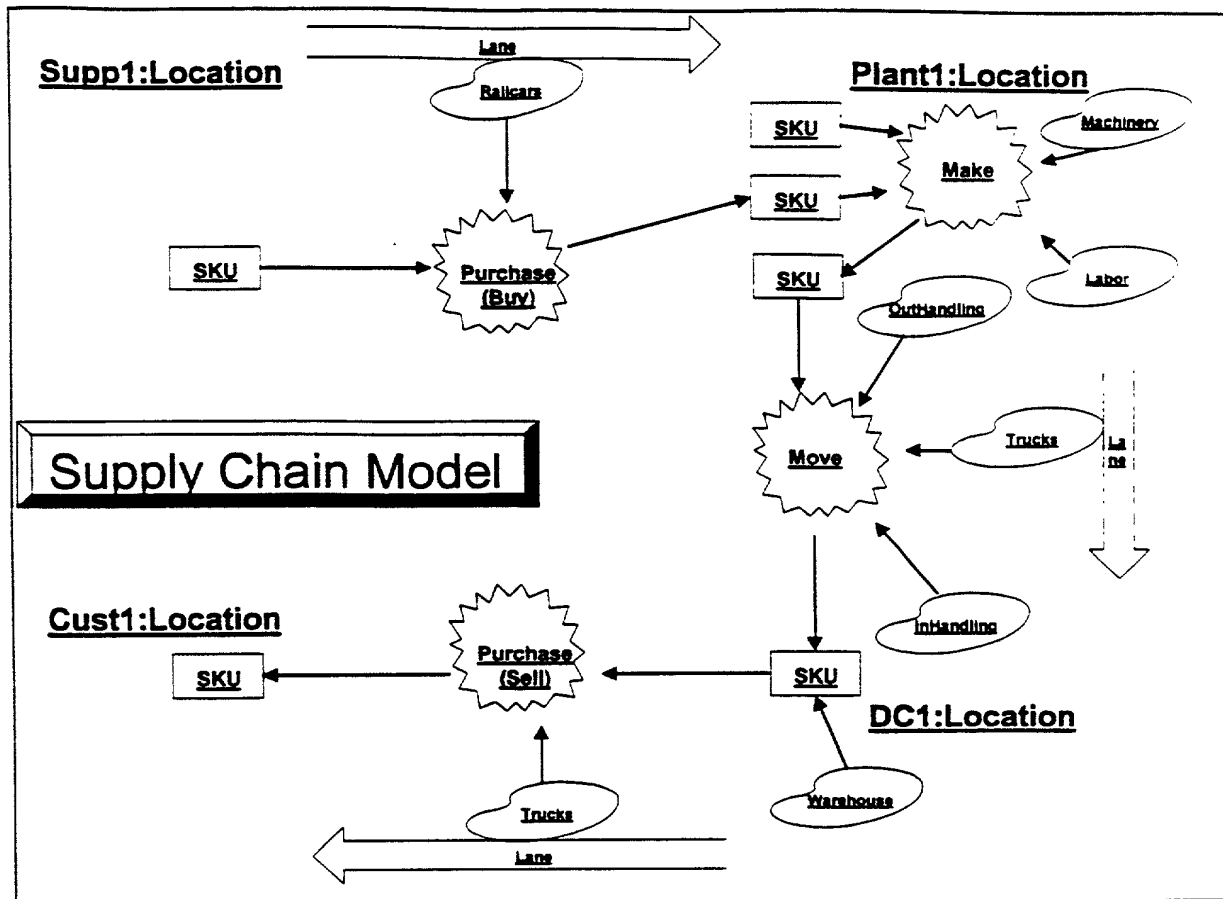 Lane
Supp1:Location
Railcars
Plant1:Location
SKU
Machinery
Make
SKU
SKU
Purchase
(Buy)
SKU
Labor
OutHandling
Trucks
La
ne
Move
Supply Chain Model
InHandling
Cust1:Location
SKU
Purchase
(Sell)
SKU
DC1:Location
Trucks
Warehouse
Lane